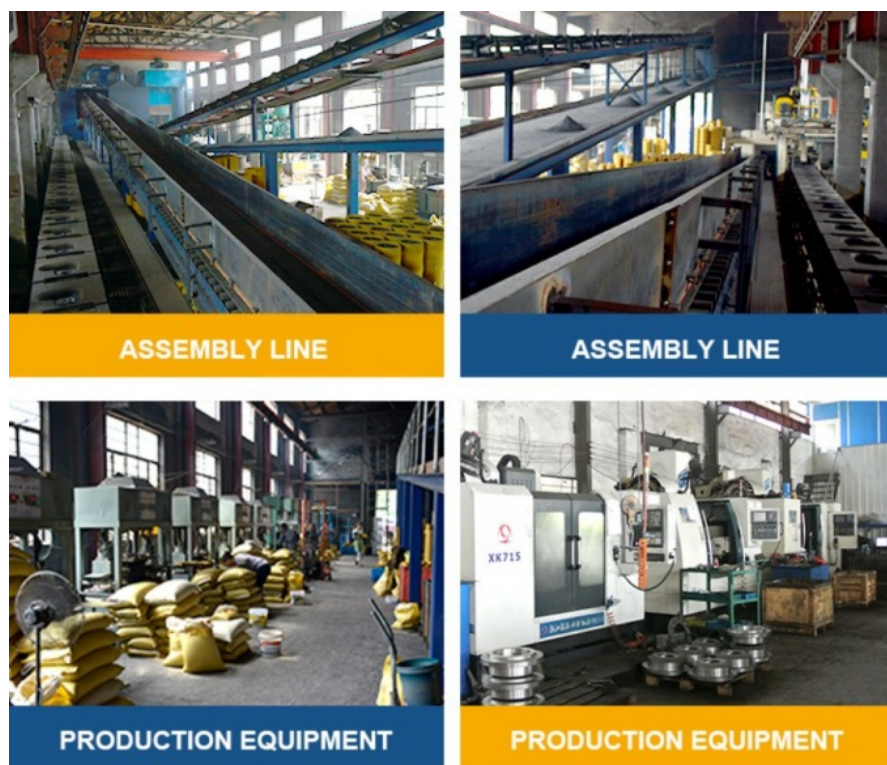 ASSEMBLY LINE
ASSEMBLY LINE
XK715
PRODUCTION EQUIPMENT
PRODUCTION EQUIPMENT